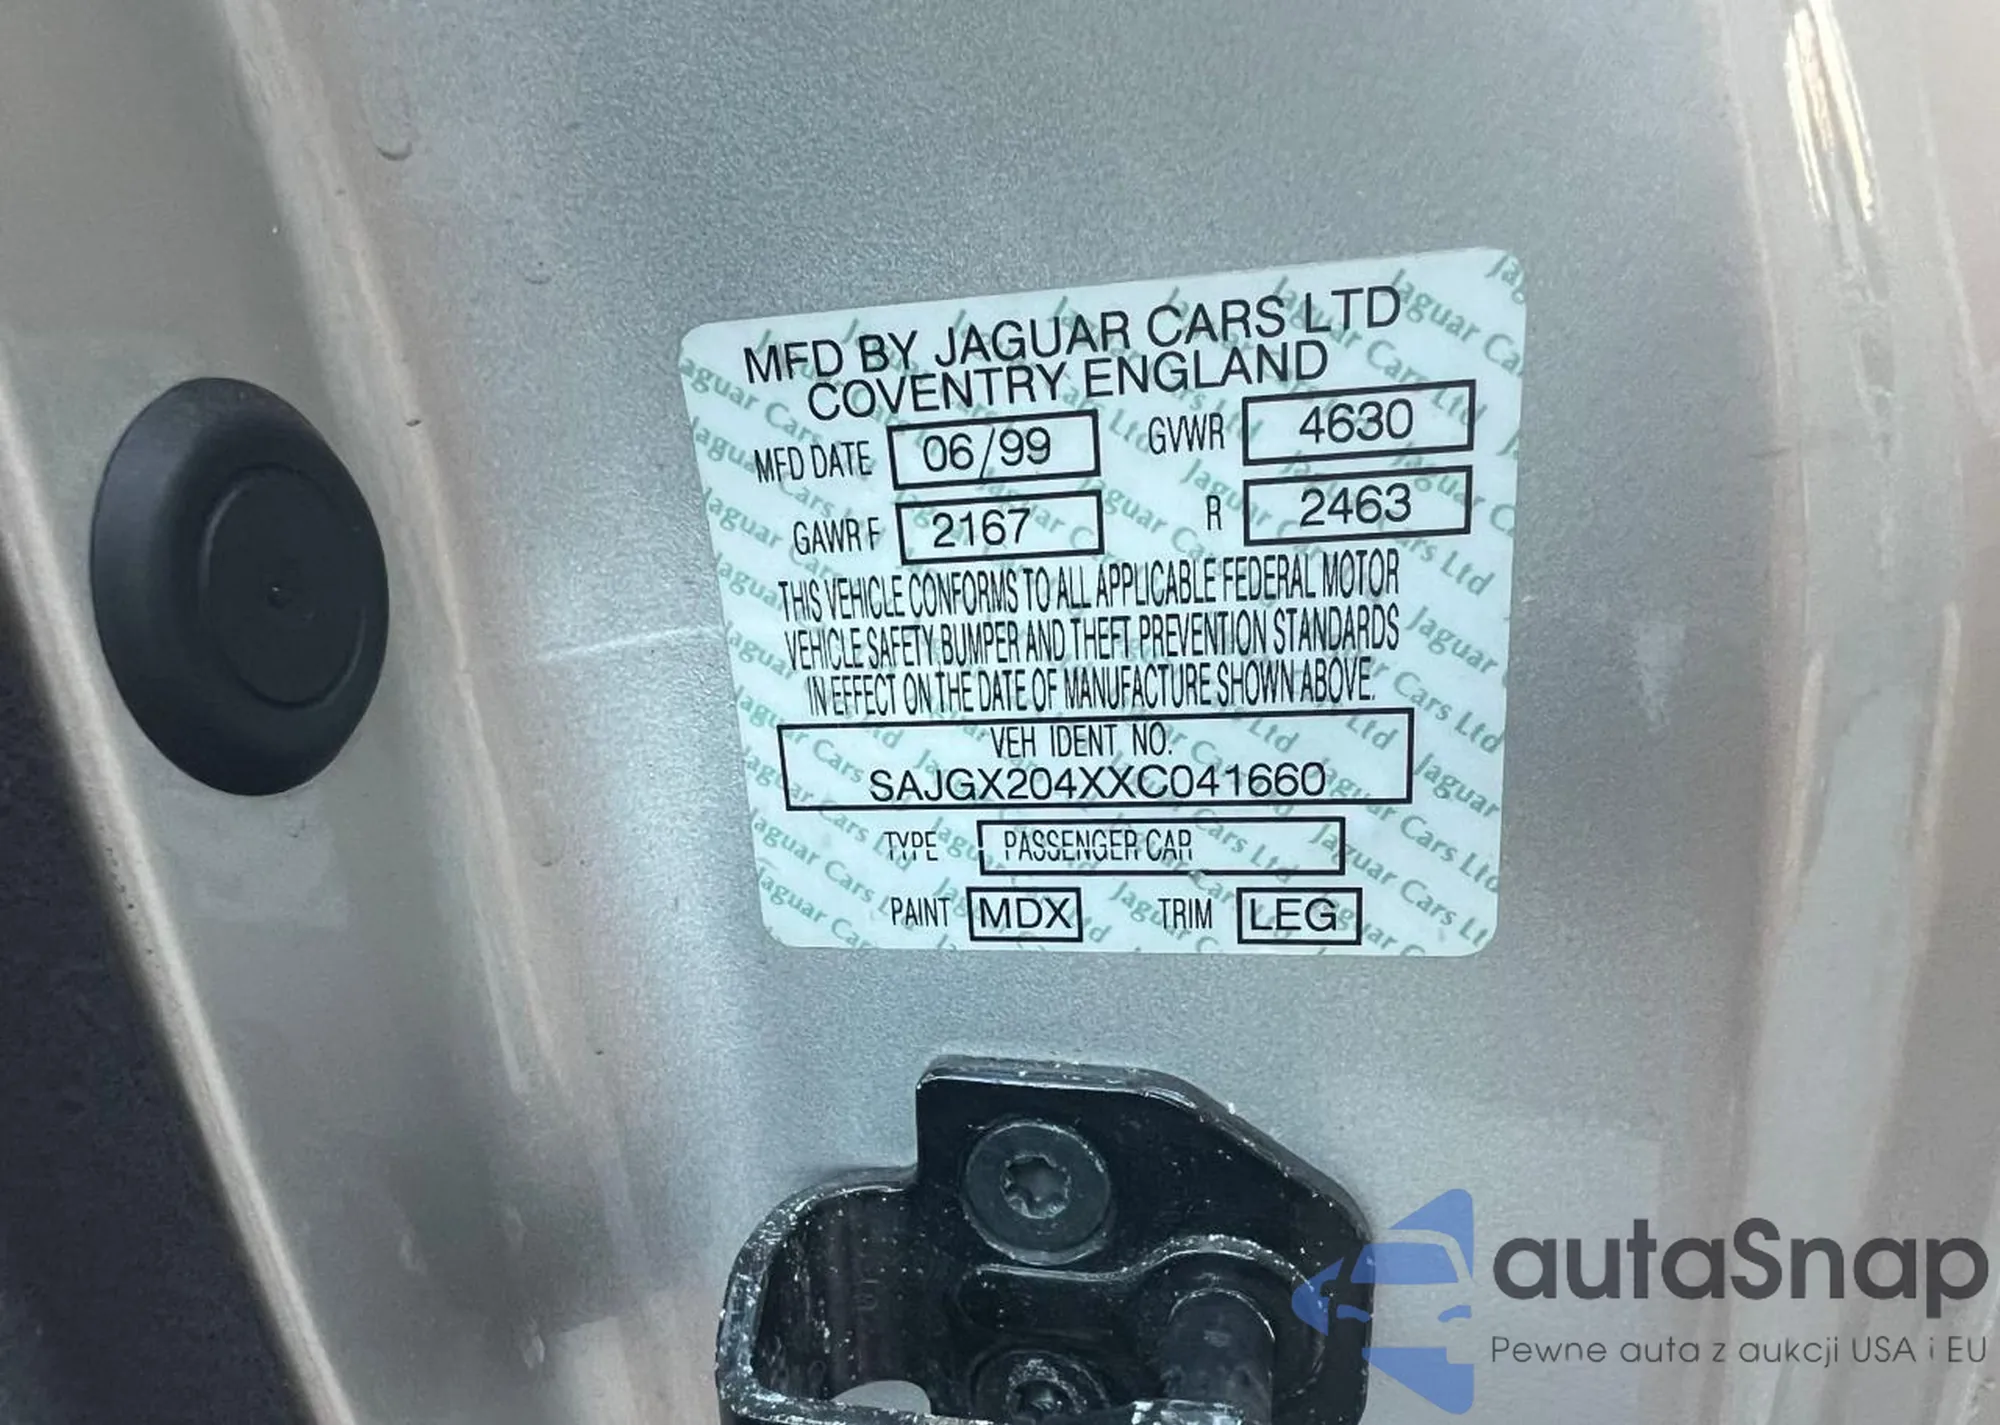 MFD BY JAGUAR CARS LTD
COVENTRY ENGLAND
MFD DATE 06/99 GVWR 4630
GAWR F 2167 R 2463
THIS VEHICLE CONFORMS TO ALL APPLICABLE FEDERAL MOTOR
VEHICLE SAFETY BUMPER AND THEFT PREVENTION STANDARDS
IN EFFECT ON THE DATE OF MANUFACTURE SHOWN ABOVE.
VEH IDENT NO.
SAJGX204XXC041660
TYPE PASSENGER CAR
PAINT MDX TRIM LEG
autaSnap
Pewne auta z aukcji USA i EU